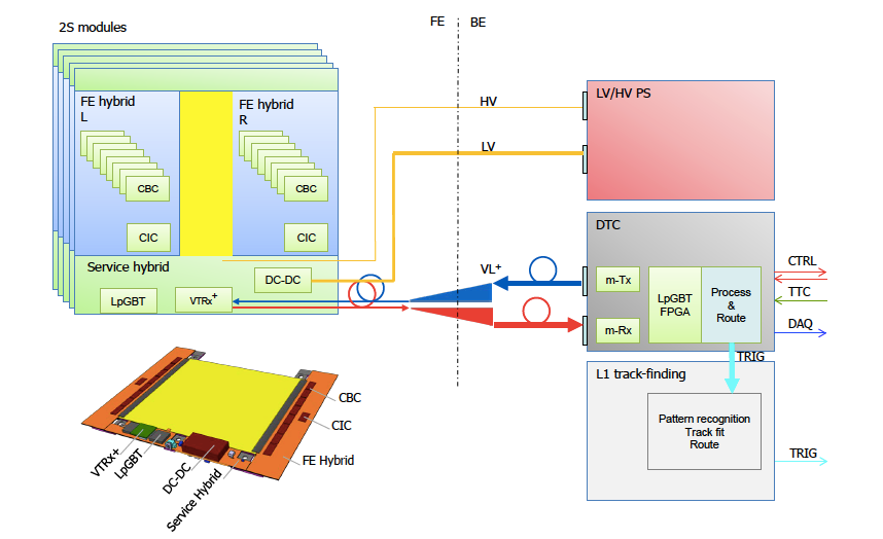 2S modules
FE
BE
FE hybrid
L
FE hybrid
R
CBC
CBC
CIC
CIC
Service hybrid
DC-DC
LpGBT
VTRx+
HV
LV
VL+
LV/HV PS
DTC
m-Tx
m-Rx
LpGBT
FPGA
Process
&
Route
CTRL
TTC
DAQ
TRIG
L1 track-finding
Pattern recognition
Track fit
Route
TRIG
CBC
CIC
FE Hybrid
VTRx+
LpGBT
DC-DC
Service Hybrid